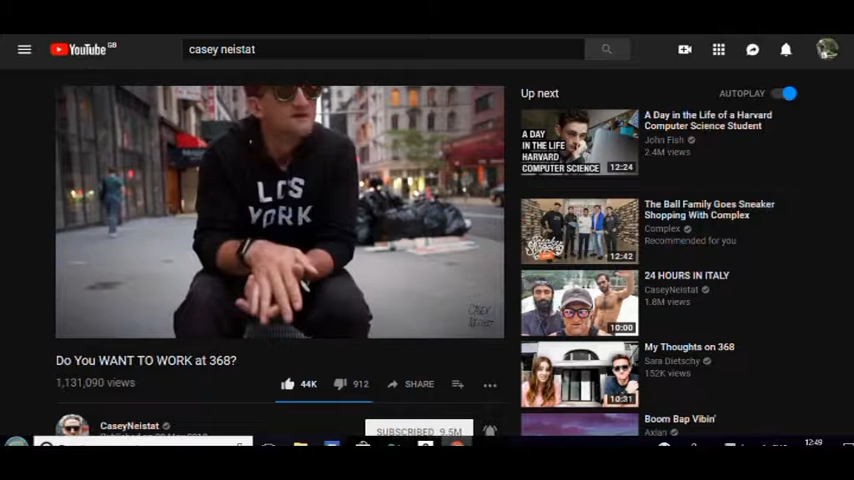 YouTube GB
casey neistat
LOS
YORK
CASEY
NEISTAT
Do You WANT TO WORK at 368?
1,131,090 views
44K
912
SHARE
CaseyNeistat
SUBSCRIBED 9.5M
Up next
AUTOPLAY
A DAY
IN THE LIFE
HARVARD
COMPUTER SCIENCE
12:24
A Day in the Life of a Harvard
Computer Science Student
John Fish
2.4M views
12:42
The Ball Family Goes Sneaker
Shopping With Complex
Complex
Recommended for you
10:00
24 HOURS IN ITALY
CaseyNeistat
1.8M views
10:31
My Thoughts on 368
Sara Dietschy
152K views
Boom Bap Vibin'
Axian
12:49